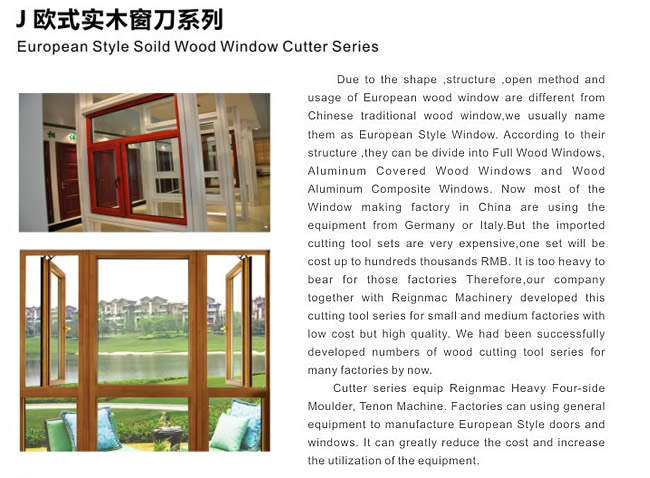 J 欧式实木窗刀系列
European Style Soild Wood Window Cutter Series
Due to the shape ,structure ,open method and
usage of European wood window are different from
Chinese traditional wood window,we usually name
them as European Style Window. According to their
structure ,they can be divide into Full Wood Windows,
Aluminum Covered Wood Windows and Wood
Aluminum Composite Windows. Now most of the
Window making factory in China are using the
equipment from Germany or Italy.But the imported
cutting tool sets are very expensive,one set will be
cost up to hundreds thousands RMB. It is too heavy to
bear for those factories Therefore,our company
together with Reignmac Machinery developed this
cutting tool series for small and medium factories with
low cost but high quality. We had been successfully
developed numbers of wood cutting tool series for
many factories by now.
Cutter series equip Reignmac Heavy Four-side
Moulder, Tenon Machine. Factories can using general
equipment to manufacture European Style doors and
windows. It can greatly reduce the cost and increase
the utilization of the equipment.